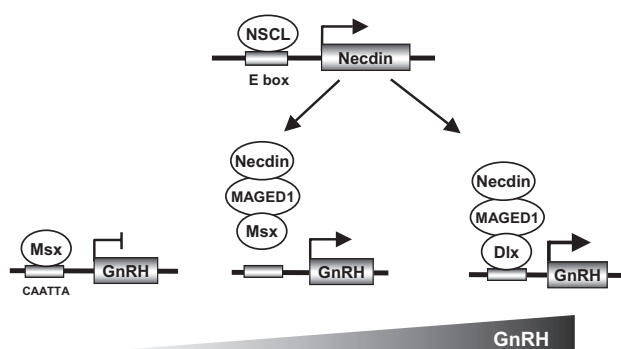 NSCL
Necdin
E box
Necdin
MAGED1
Msx
Necdin
MAGED1
Dlx
Msx
GnRH
GnRH
GnRH
CAATTA
GnRH